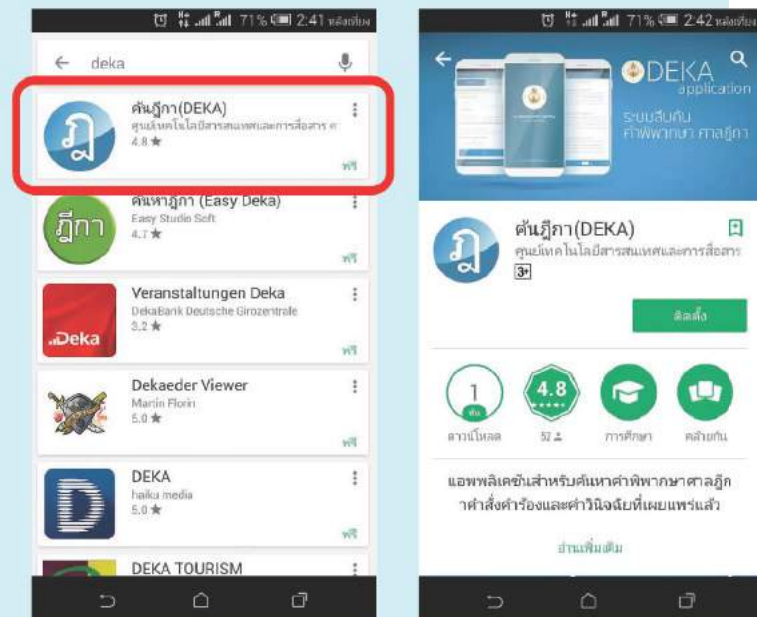 71% 2:41 หลังเที่ยง
deka
ฎ
ค้นฎีกา(DEKA)
ศูนย์เทคโนโลยีสารสนเทศและการสื่อสาร ศ
4.8 ★
ฟรี
ฎีกา
ค้นหาฎีกา (Easy Deka)
Easy Studio Soft
4.7 ★
ฟรี
Deka
Veranstaltungen Deka
DekaBank Deutsche Girozentrale
3.2 ★
ฟรี
Dekaeder Viewer
Martin Florin
5.0 ★
ฟรี
D
DEKA
haiku media
5.0 ★
ฟรี
DEKA TOURISM
71% 2:42 หลังเที่ยง
DEKA
application
ระบบสืบค้น
คำพิพากษา ศาลฎีกา
ฎ
ค้นฎีกา(DEKA)
ศูนย์เทคโนโลยีสารสนเทศและการสื่อสาร
3+
ติดตั้ง
1
พัน
ดาวน์โหลด
4.8
52
การศึกษา
คล้ายกัน
แอพพลิเคชันสำหรับค้นหาคำพิพากษาศาลฎีก
าคำสั่งคำร้องและคำวินิจฉัยที่เผยแพร่แล้ว
อ่านเพิ่มเติม